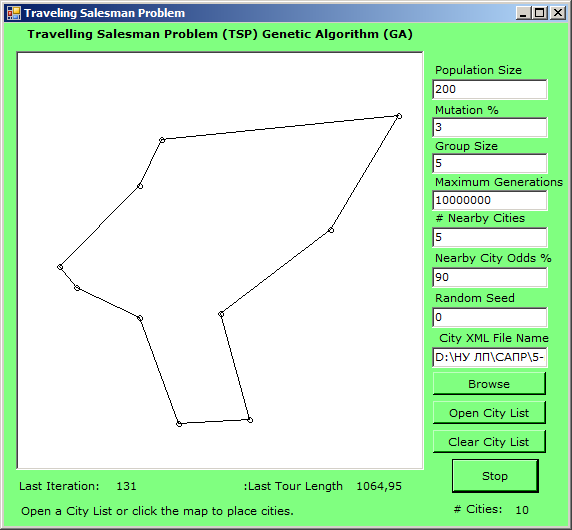 Traveling Salesman Problem
Travelling Salesman Problem (TSP) Genetic Algorithm (GA)
Population Size
200
Mutation %
3
Group Size
5
Maximum Generations
10000000
# Nearby Cities
5
Nearby City Odds %
90
Random Seed
0
City XML File Name
D:\НУ ЛП\САПР\5-
Browse
Open City List
Clear City List
Stop
Last Iteration: 131 :Last Tour Length 1064,95
Open a City List or click the map to place cities. # Cities: 10